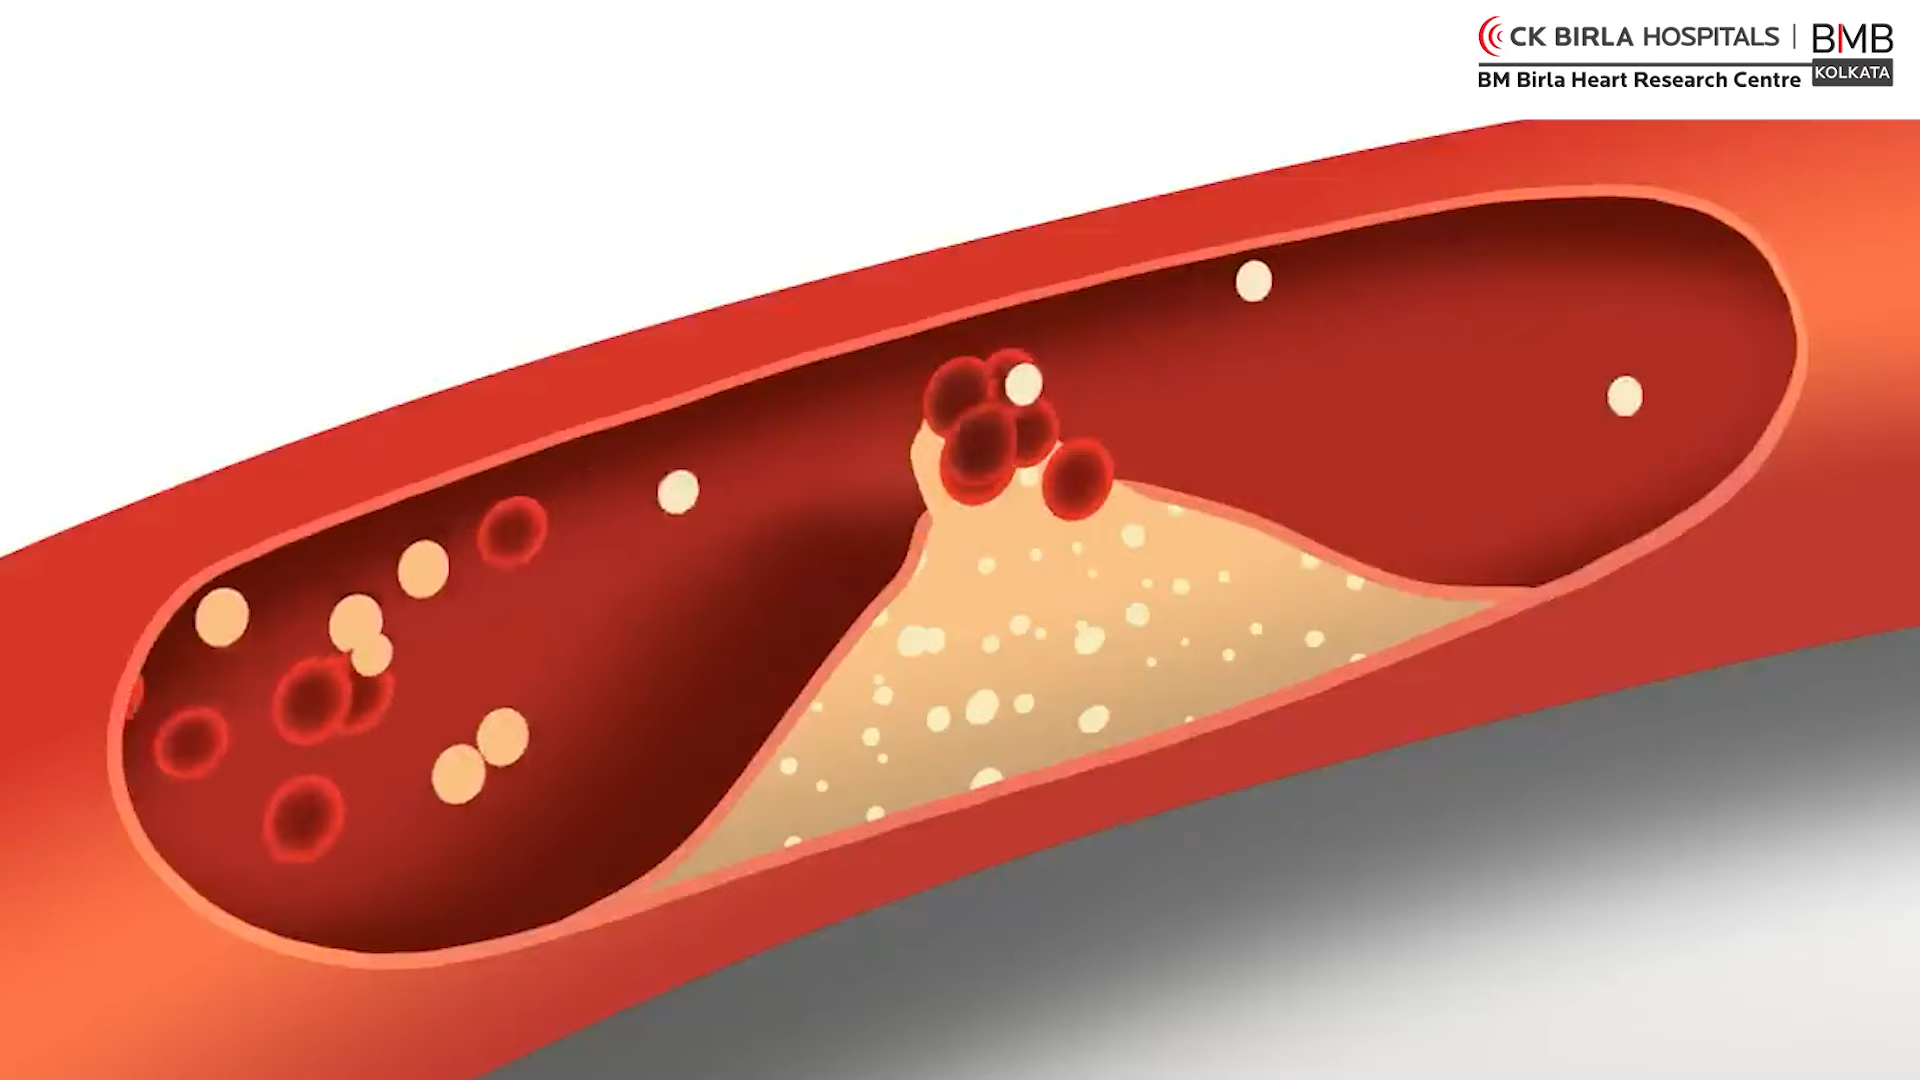 CK BIRLA HOSPITALS | BMB
BM Birla Heart Research Centre KOLKATA